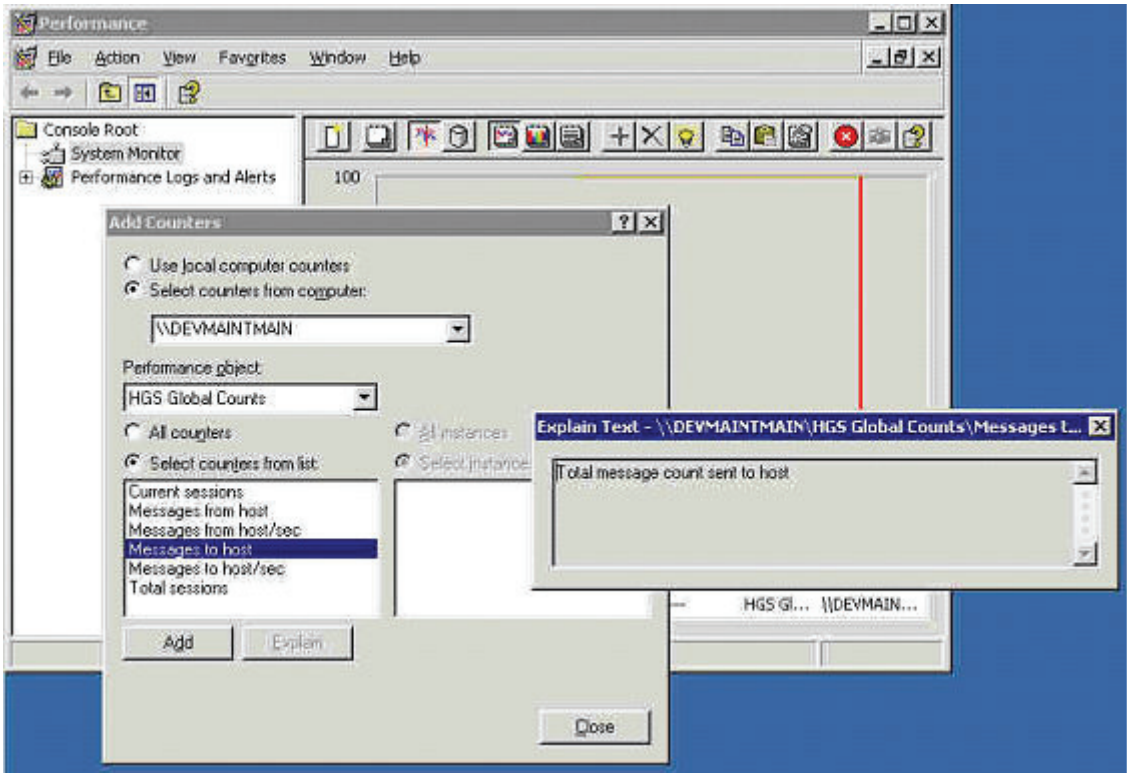 Performance
File Action View Favorites Window Help
Console Root
System Monitor
Performance Logs and Alerts
100
Add Counters
Use local computer counters
Select counters from computer:
\\DEVMAINTMAIN
Performance object:
HGS Global Counts
All counters
All instances
Select counters from list
Select instance
Current sessions
Messages from host
Messages from host/sec
Messages to host
Messages to host/sec
Total sessions
Add
Explain
Close
Explain Text - \\DEVMAINTMAIN\HGS Global Counts\Messages t...
Total message count sent to host
HGS Gl... \\DEVMAIN...